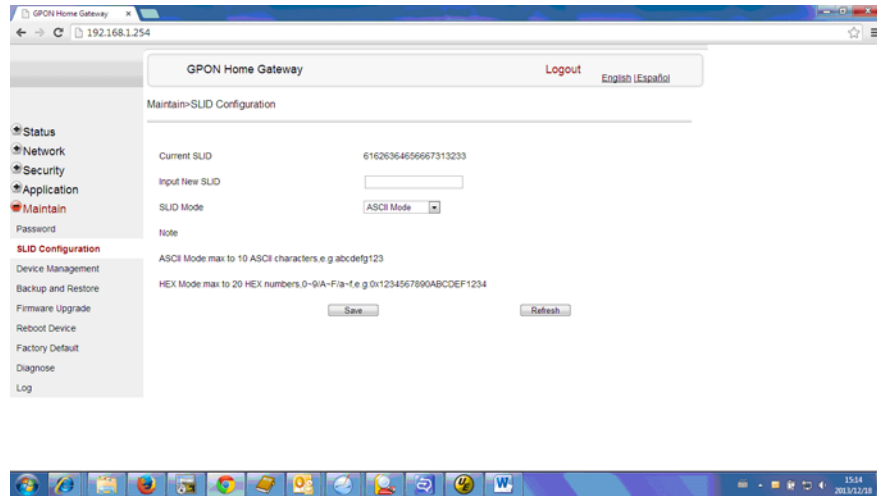 GPON Home Gateway
192.168.1.254
GPON Home Gateway
Logout
English |Español
Maintain>SLID Configuration
Status
Network
Security
Application
Maintain
Password
SLID Configuration
Device Management
Backup and Restore
Firmware Upgrade
Reboot Device
Factory Default
Diagnose
Log
Current SLID 61626364656667313233
Input New SLID
SLID Mode ASCII Mode
Note
ASCII Mode:max to 10 ASCII characters,e.g.abcdefg123
HEX Mode:max to 20 HEX numbers,0~9/A~F/a~f,e.g.0x1234567890ABCDEF1234
Save Refresh
15:14
2013/12/18